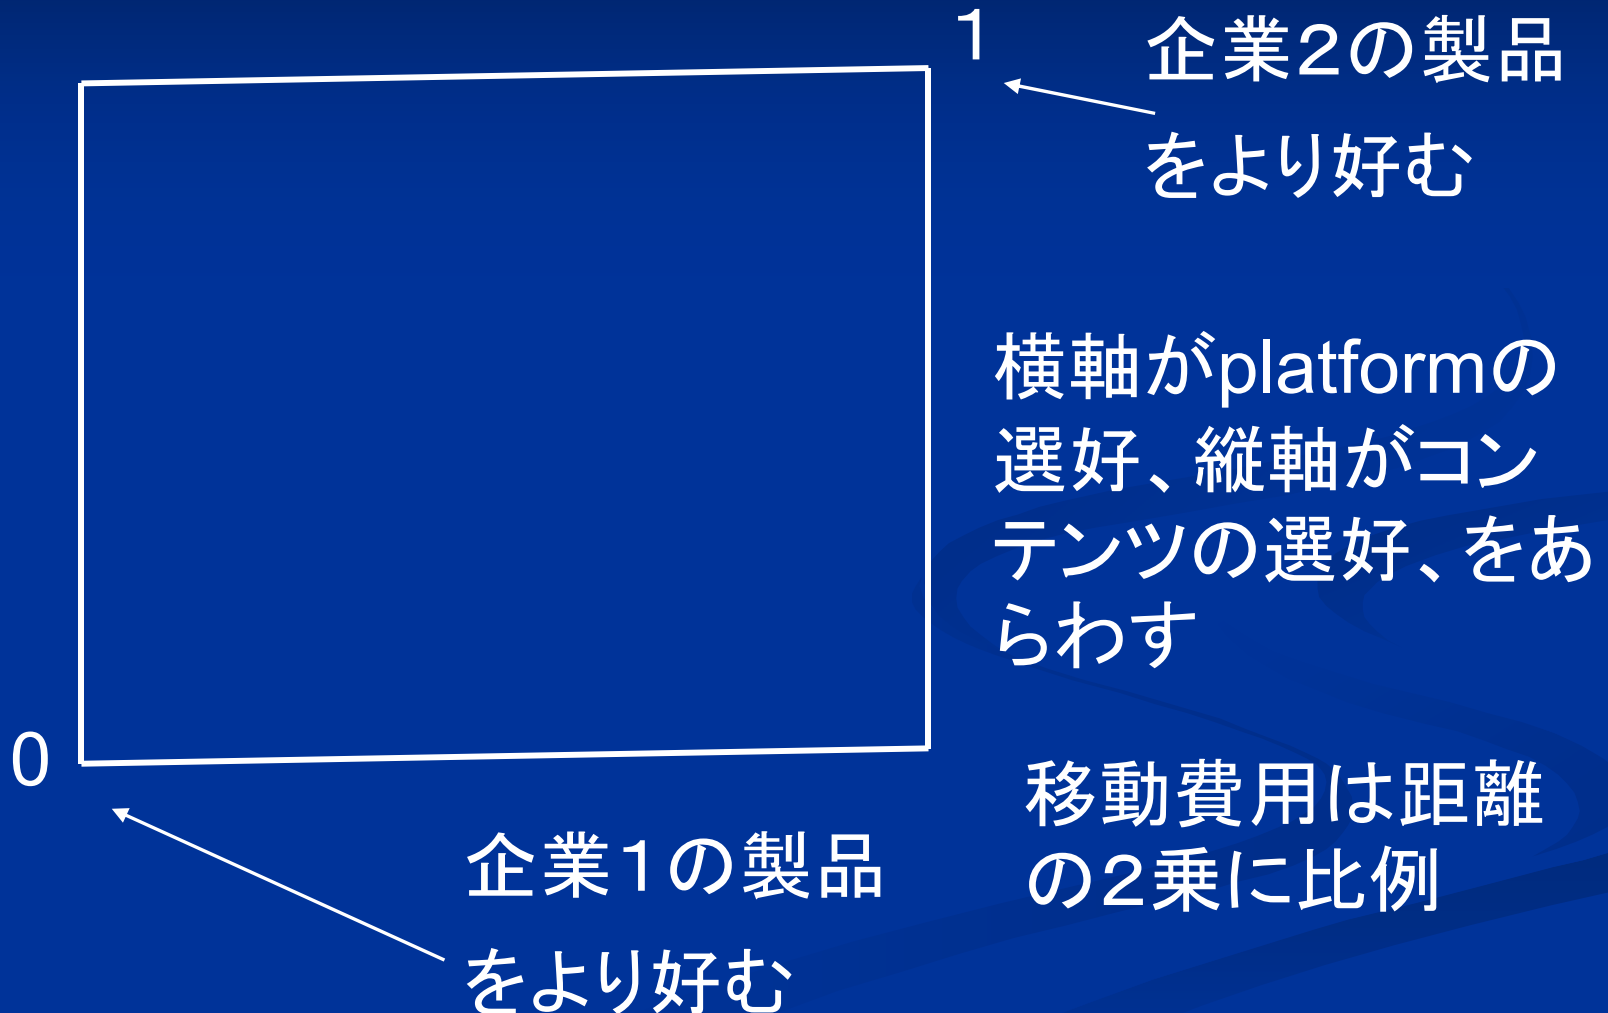 1
企業2の製品
をより好む
横軸がplatformの
選好、縦軸がコン
テンツの選好、をあ
らわす
0
移動費用は距離
の2乗に比例
企業1の製品
をより好む